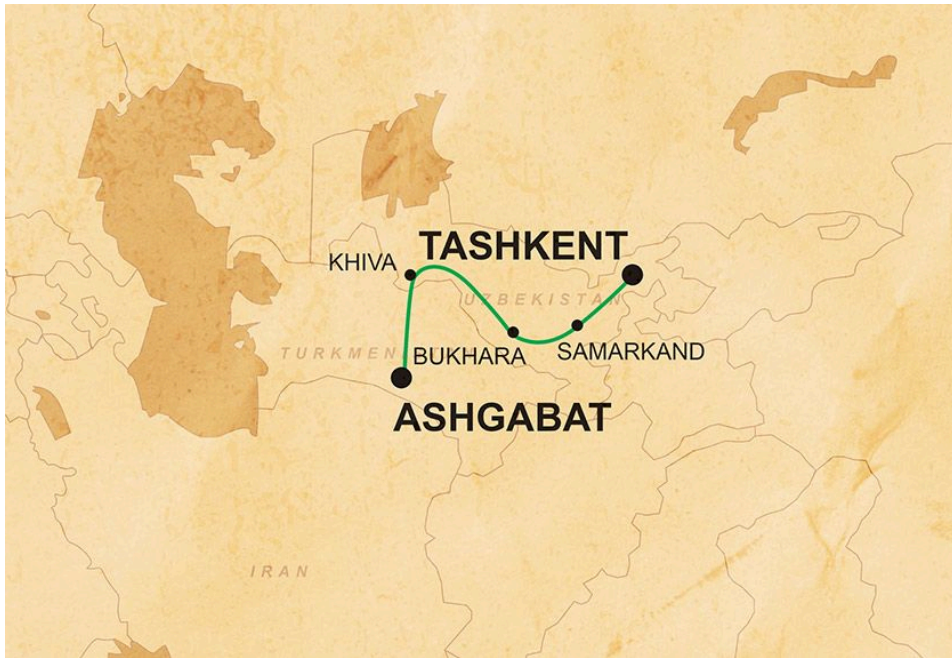 TASHKENT
KHIVA
UZBEKISTAN
TURKMEN
BUKHARA
SAMARKAND
ASHGABAT
IRAN